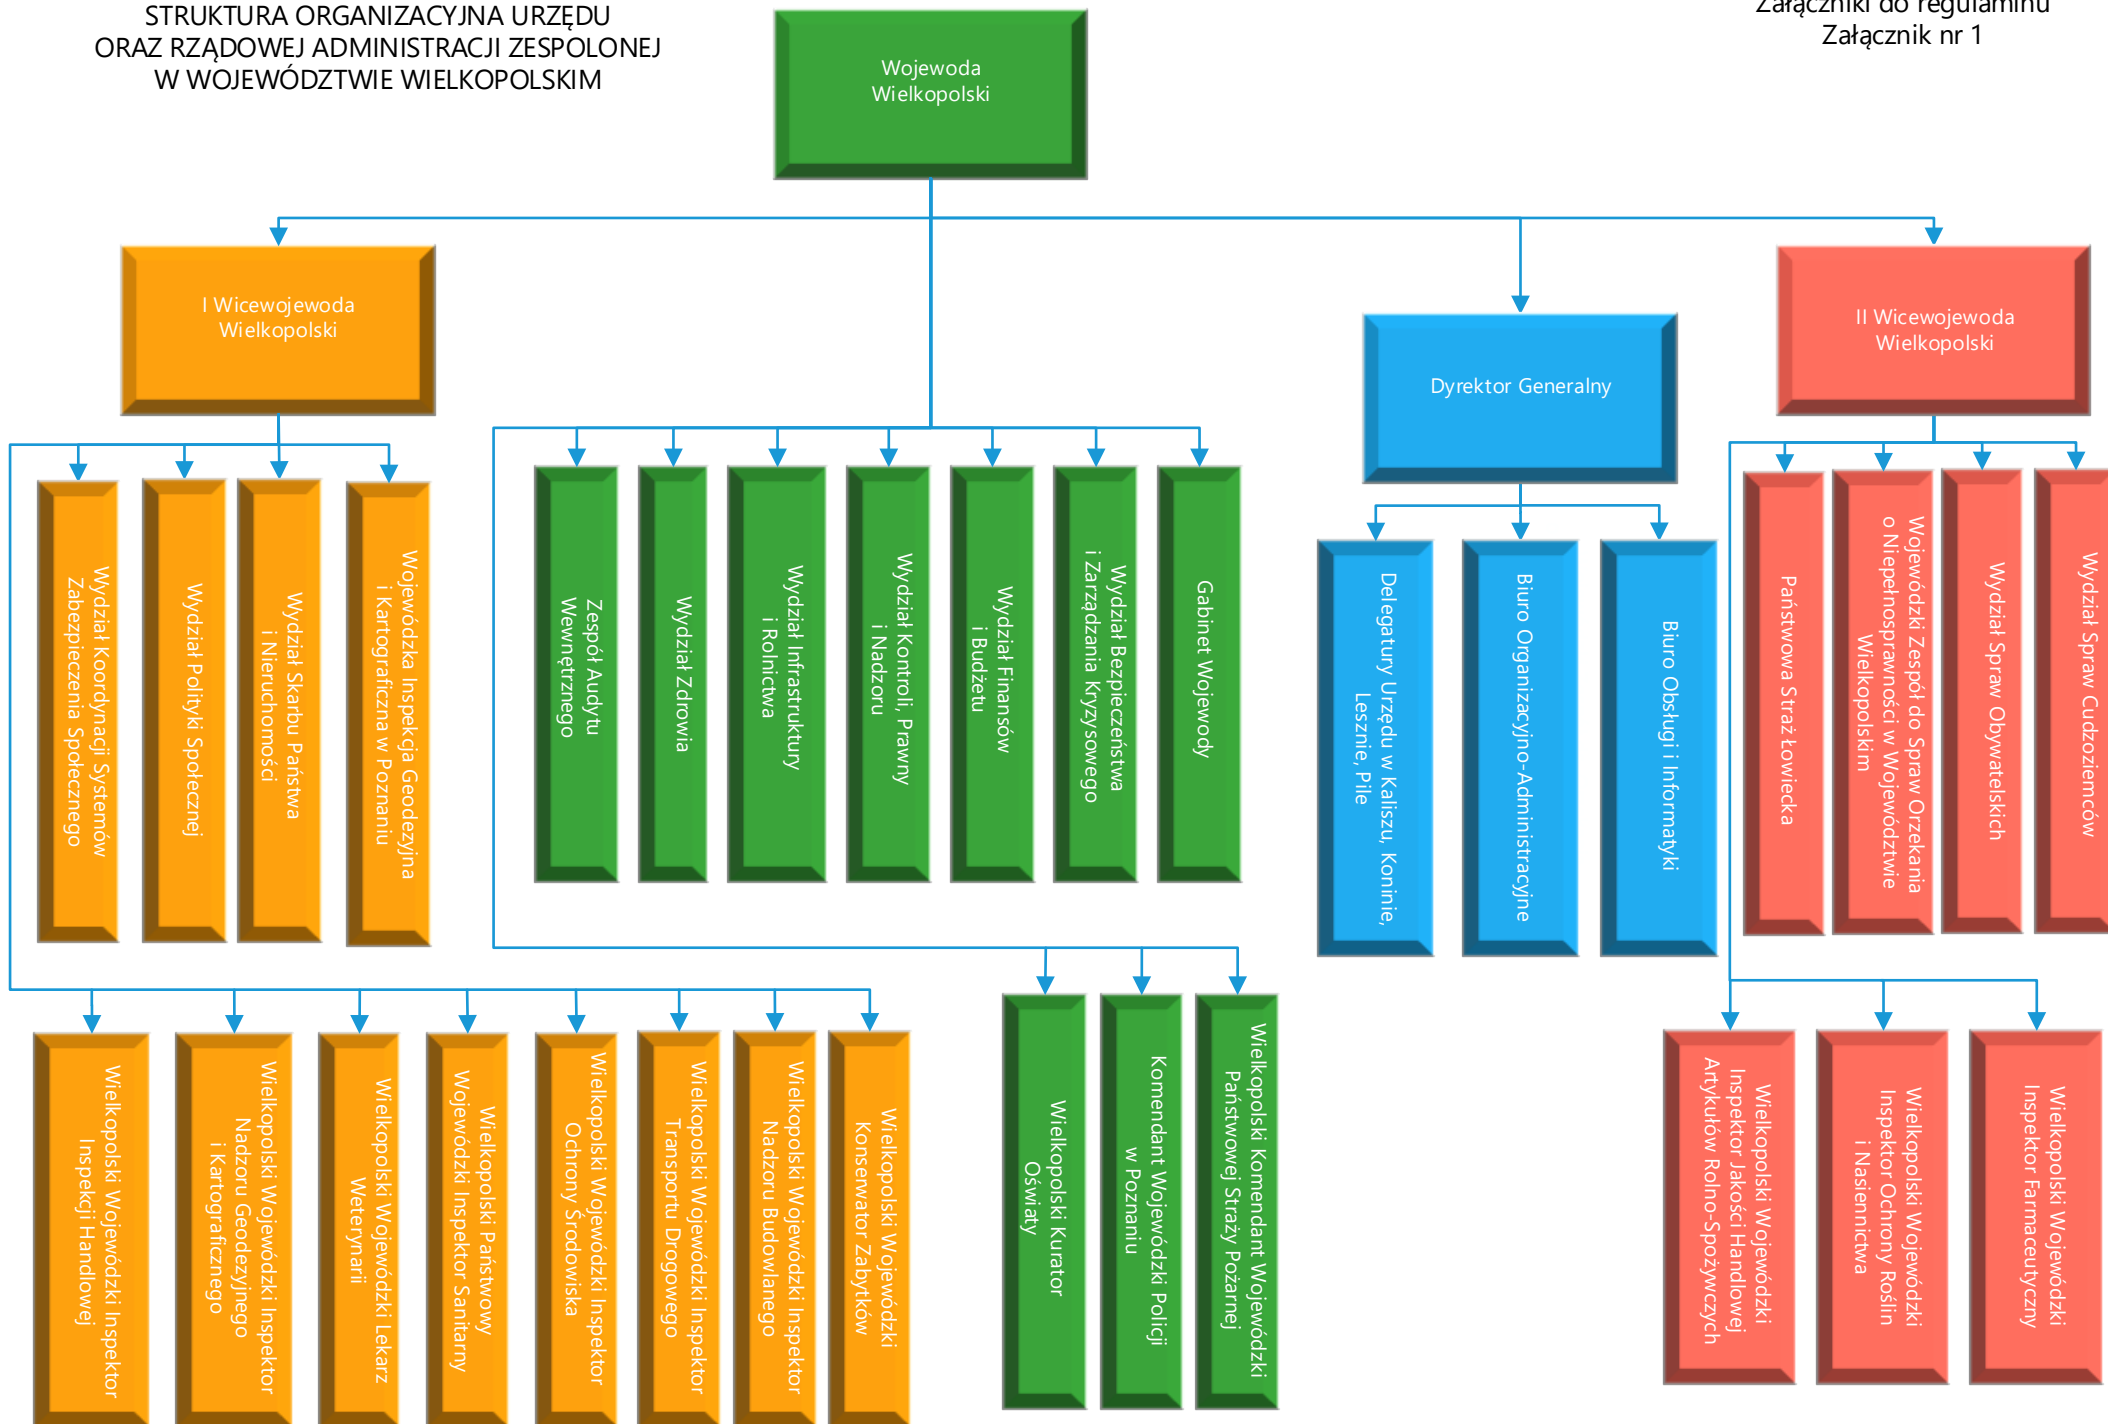 STRUKTURA ORGANIZACYJNA URZĘDU
ORAZ RZĄDOWEJ ADMINISTRACJI ZESPOLONEJ
W WOJEWÓDZTWIE WIELKOPOLSKIM
Załączniki do regulaminu
Załącznik nr 1
Wojewoda
Wielkopolski
I Wicewojewoda
Wielkopolski
Dyrektor Generalny
II Wicewojewoda
Wielkopolski
Wydział Koordynacji Systemów
Zabezpieczenia Społecznego
Wydział Polityki Społecznej
Wydział Skarbu Państwa
i Nieruchomości
Wojewódzka Inspekcja Geodezyjna
i Kartograficzna w Poznaniu
Zespół Audytu
Wewnętrznego
Wydział Zdrowia
Wydział Infrastruktury
i Rolnictwa
Wydział Kontroli, Prawny
i Nadzoru
Wydział Finansów
i Budżetu
Wydział Bezpieczeństwa
i Zarządzania Kryzysowego
Gabinet Wojewody
Delegatury Urzędu w Kaliszu, Koninie,
Lesznie, Pile
Biuro Organizacyjno-Administracyjne
Biuro Obsługi i Informatyki
Państwowa Straż Łowiecka
Wojewódzki Zespół do Spraw Orzekania
o Niepełnosprawności w Województwie
Wielkopolskim
Wydział Spraw Obywatelskich
Wydział Spraw Cudzoziemców
Wielkopolski Wojewódzki Inspektor
Inspekcji Handlowej
Wielkopolski Wojewódzki Inspektor
Nadzoru Geodezyjnego
i Kartograficznego
Wielkopolski Wojewódzki Lekarz
Weterynarii
Wielkopolski Państwowy
Wojewódzki Inspektor Sanitarny
Wielkopolski Wojewódzki Inspektor
Ochrony Środowiska
Wielkopolski Wojewódzki Inspektor
Transportu Drogowego
Wielkopolski Wojewódzki Inspektor
Nadzoru Budowlanego
Wielkopolski Wojewódzki
Konserwator Zabytków
Wielkopolski Kurator
Oświaty
Komendant Wojewódzki Policji
w Poznaniu
Wielkopolski Komendant Wojewódzki
Państwowej Straży Pożarnej
Wielkopolski Wojewódzki
Inspektor Jakości Handlowej
Artykułów Rolno-Spożywczych
Wielkopolski Wojewódzki
Inspektor Ochrony Roślin
i Nasiennictwa
Wielkopolski Wojewódzki
Inspektor Farmaceutyczny